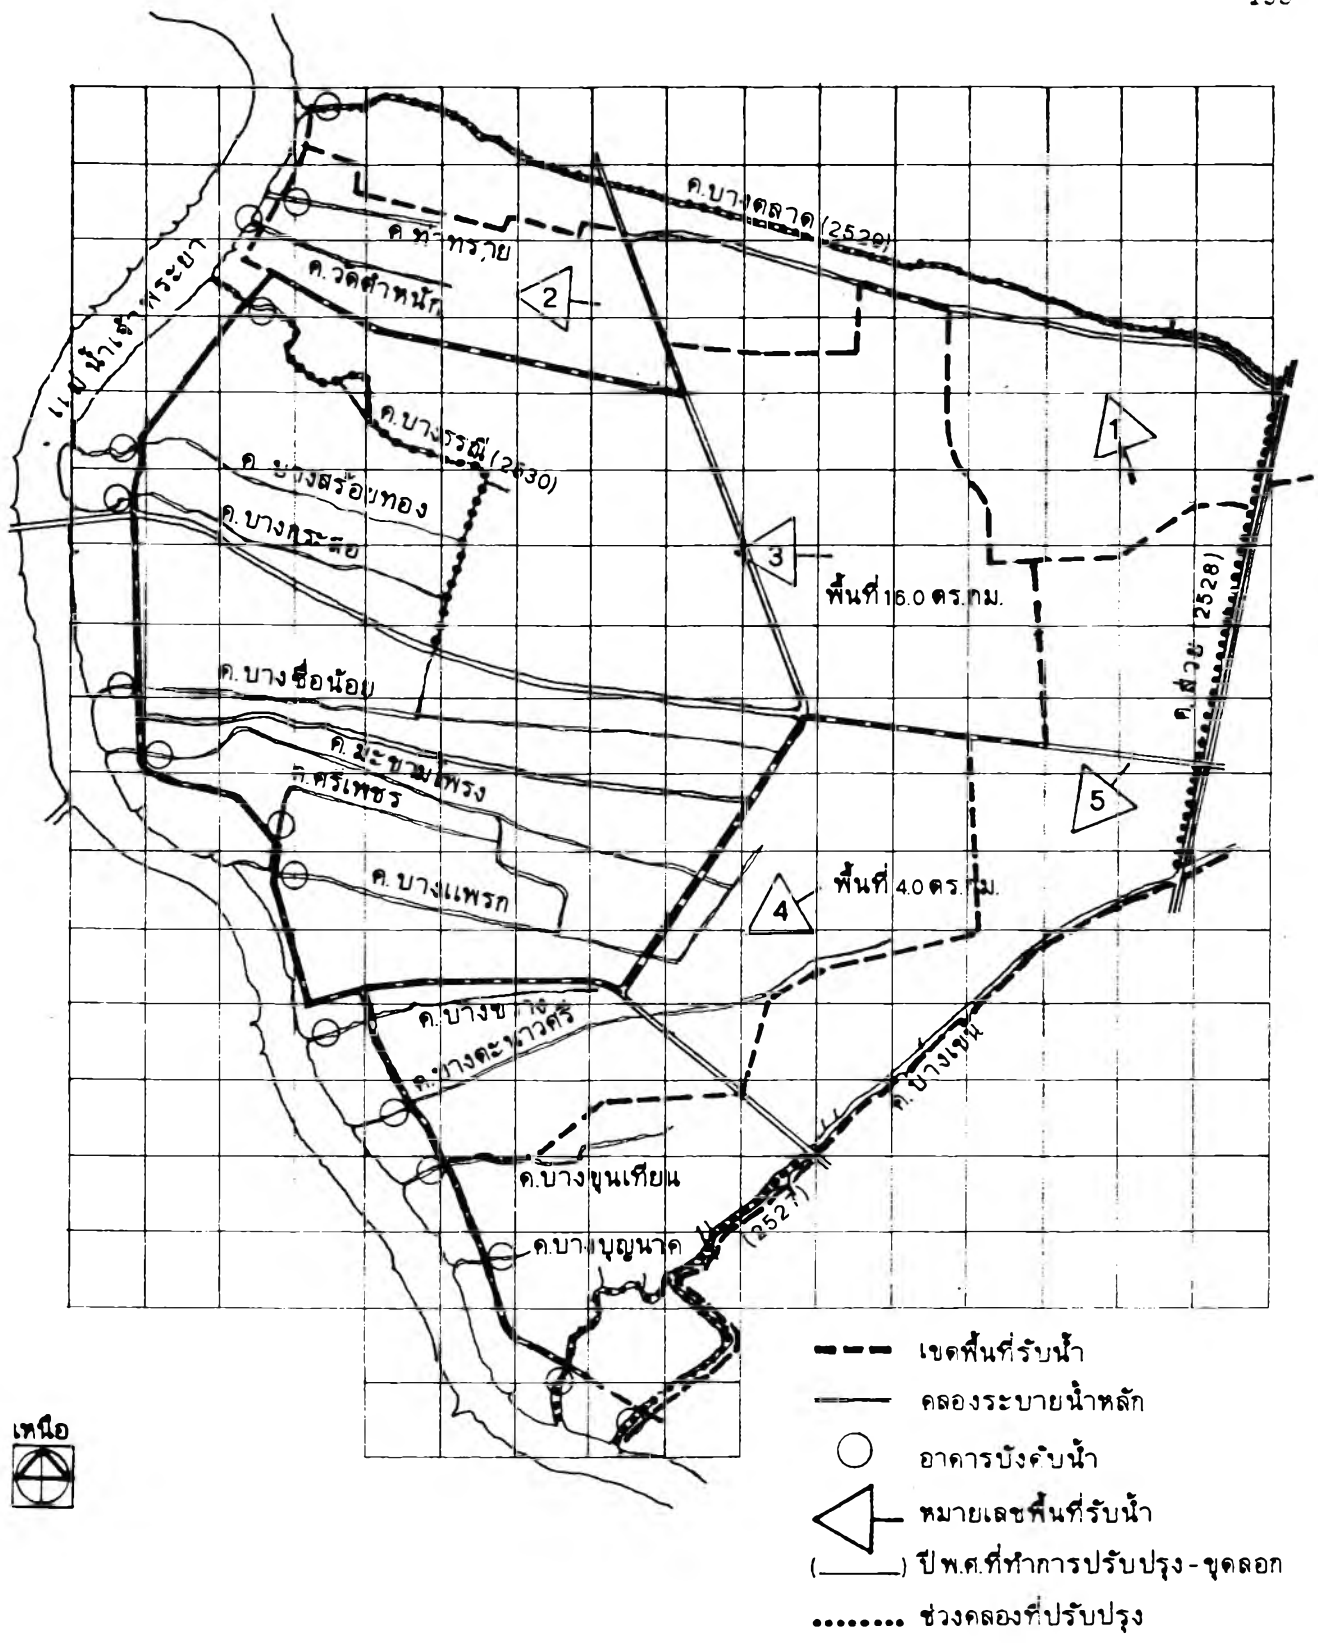 ค.บางตลาด (2529)
ค.ท่าทราย
ค.วัดตำหนัก
2
แม่น้ำเจ้าพระยา
1
ค.บางธรณี (2530)
ค. บางสร้อยทอง
ค.บางกระสอ
3
พื้นที่ 16.0 ตร.กม.
ค.ส่วย (2528)
ค.บางซื่อน้อย
ค. มะขามโพรง
ค.ศรีเพชร
5
ค.บางแพรก
พื้นที่ 4.0 ตร.กม.
4
ค.บางขวาง
ค.บางตะนาวศรี
ค.บางเขน
(2527)
ค.บางขุนเทียน
ค.บางบุญนาค
เหนือ
เขตพื้นที่รับน้ำ
คลองระบายน้ำหลัก
อาคารบังคับน้ำ
หมายเลขพื้นที่รับน้ำ
( ) ปี พ.ศ.ที่ทำการปรับปรุง-ขุดลอก
ช่วงคลองที่ปรับปรุง